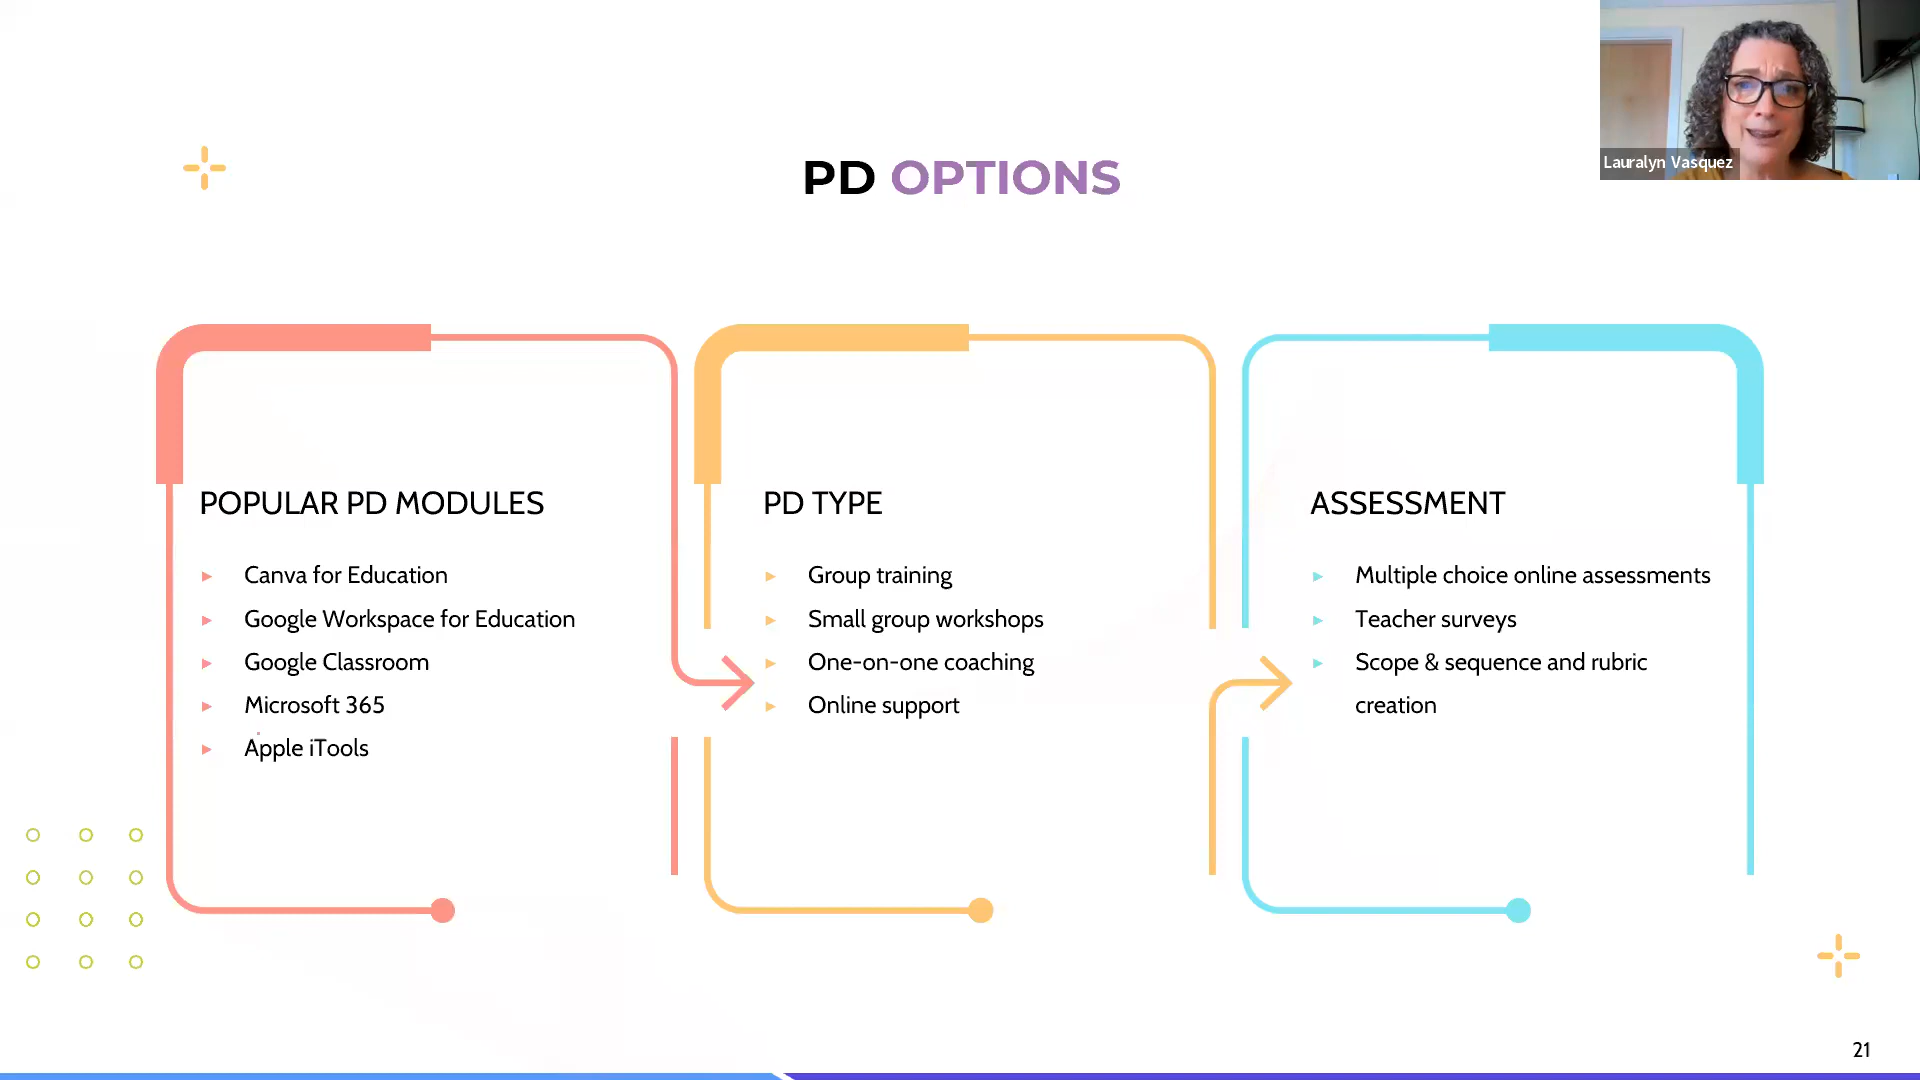 PD OPTIONS
Lauralyn Vasquez
POPULAR PD MODULES
Canva for Education
Google Workspace for Education
Google Classroom
Microsoft 365
Apple iTools
PD TYPE
Group training
Small group workshops
One-on-one coaching
Online support
ASSESSMENT
Multiple choice online assessments
Teacher surveys
Scope & sequence and rubric
creation
21